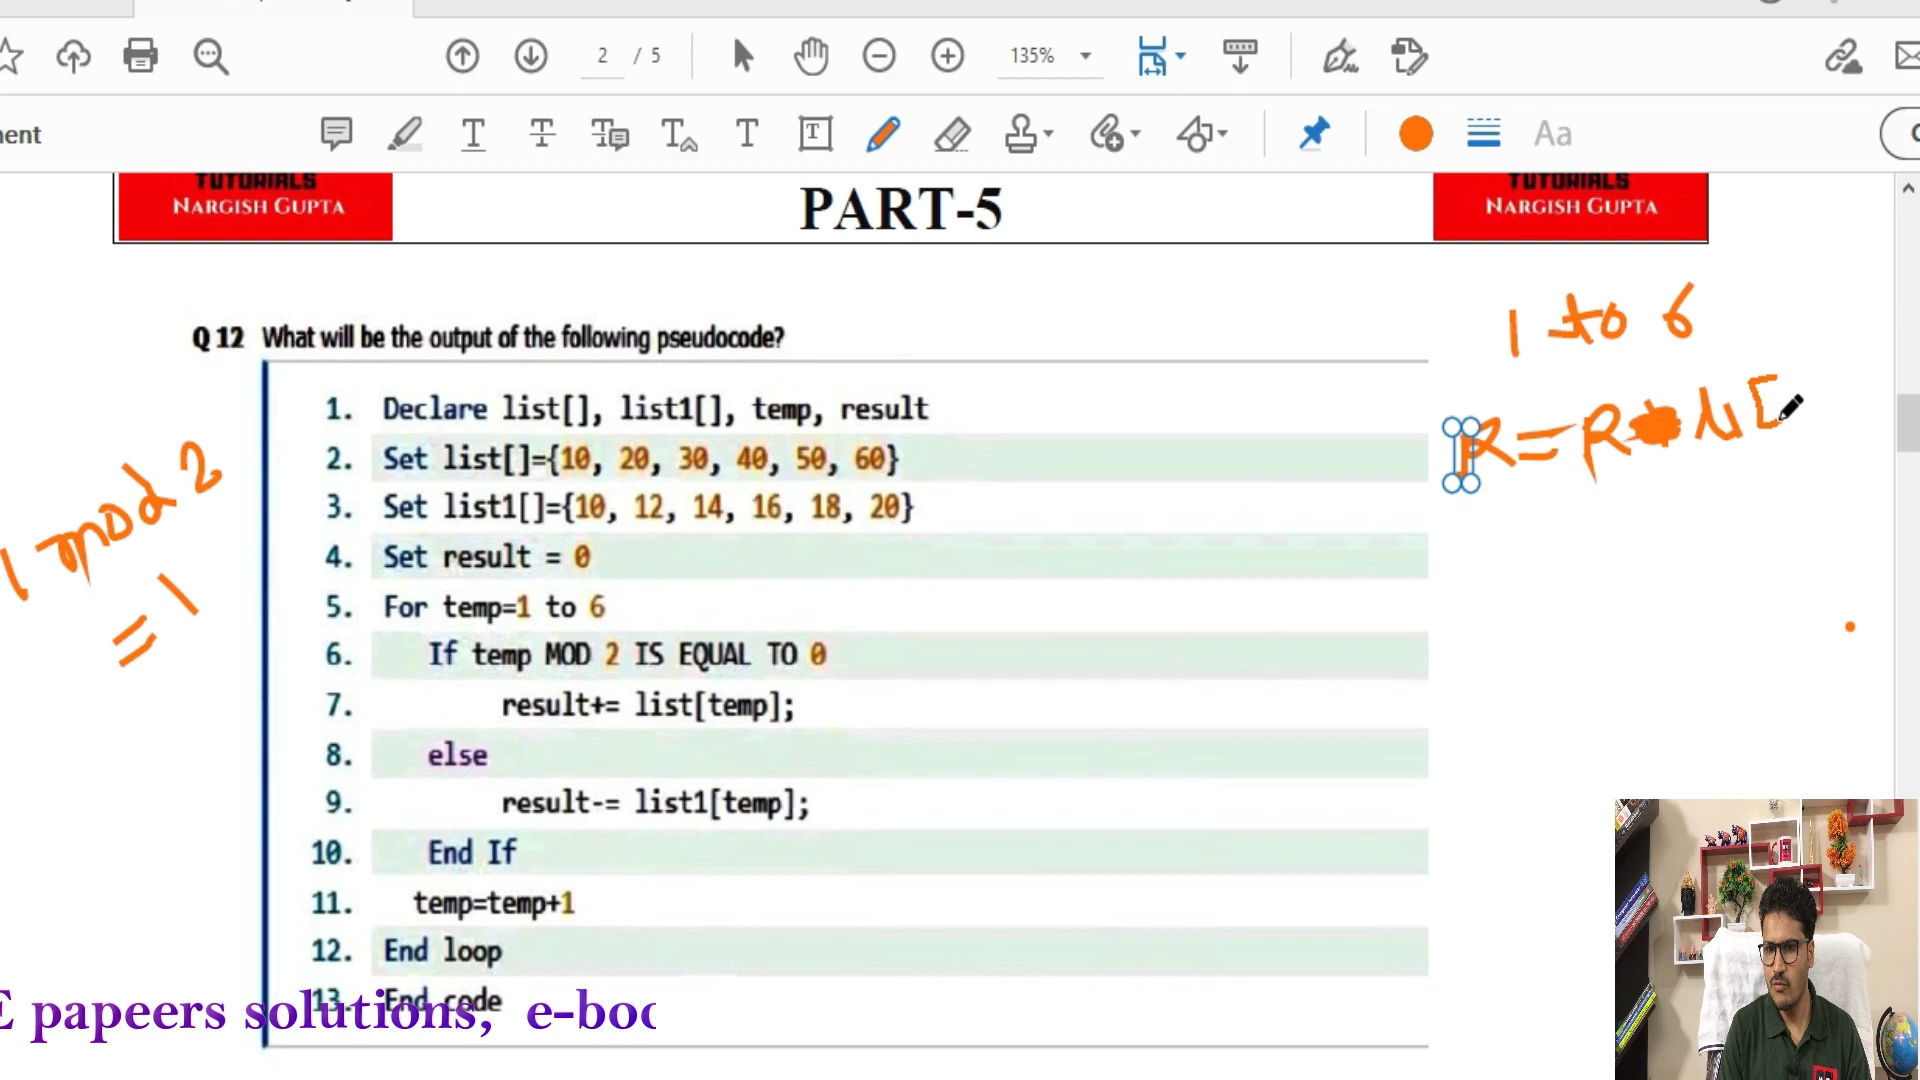 2 / 5
135%
ment
Aa
TUTORIALS
NARGISH GUPTA
PART-5
TUTORIALS
NARGISH GUPTA
1 to 6
Q 12 What will be the output of the following pseudocode?
1. Declare list[], list1[], temp, result
R=R
2. Set list[]={10, 20, 30, 40, 50, 60}
3. Set list1[]={10, 12, 14, 16, 18, 20}
1 mod 2
= 1
4. Set result = 0
5. For temp=1 to 6
6. If temp MOD 2 IS EQUAL TO 0
7. result+= list[temp];
8. else
9. result-= list1[temp];
10. End If
11. temp=temp+1
12. End loop
13. End code
E papeers solutions, e-boo